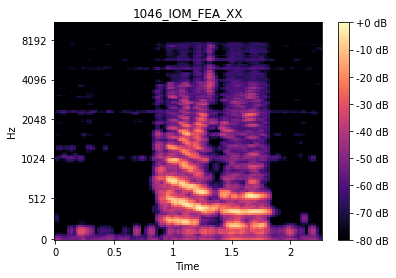 1046_IOM_FEA_XX
+0 dB
8192
-10 dB
4096
-20 dB
-30 dB
2048
Hz
-40 dB
1024
-50 dB
512
-60 dB
-70 dB
0
-80 dB
0
0.5
1
1.5
2
Time